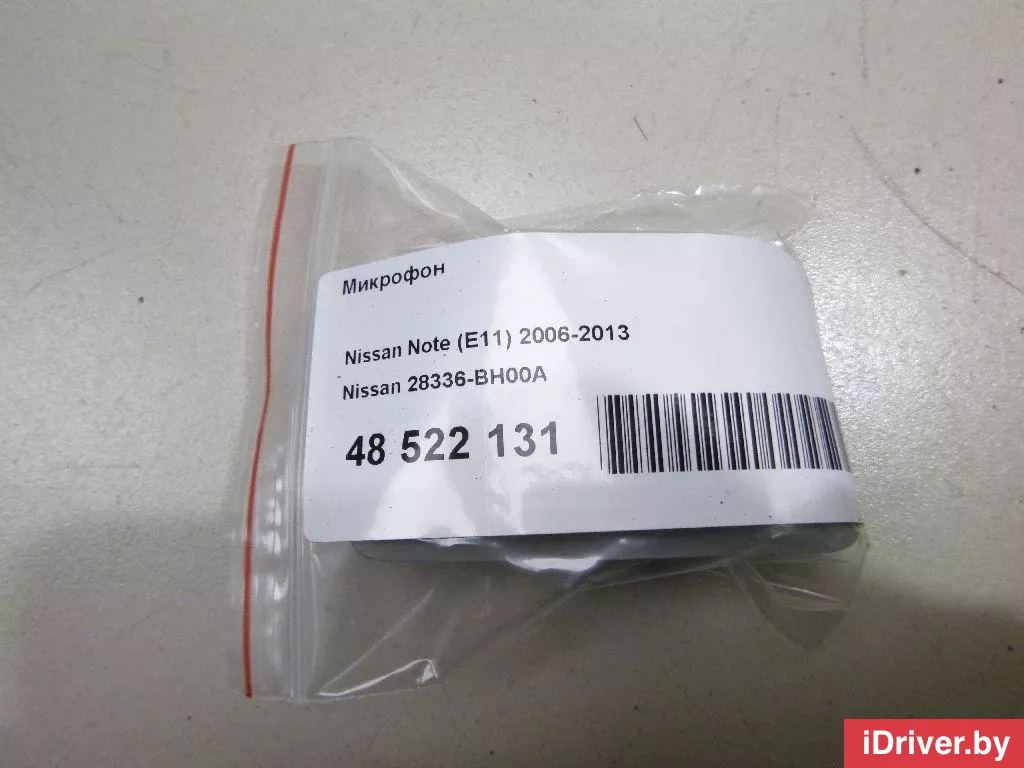 Микрофон
Nissan Note (E11) 2006-2013
Nissan 28336-BH00A
48 522 131
iDriver.by